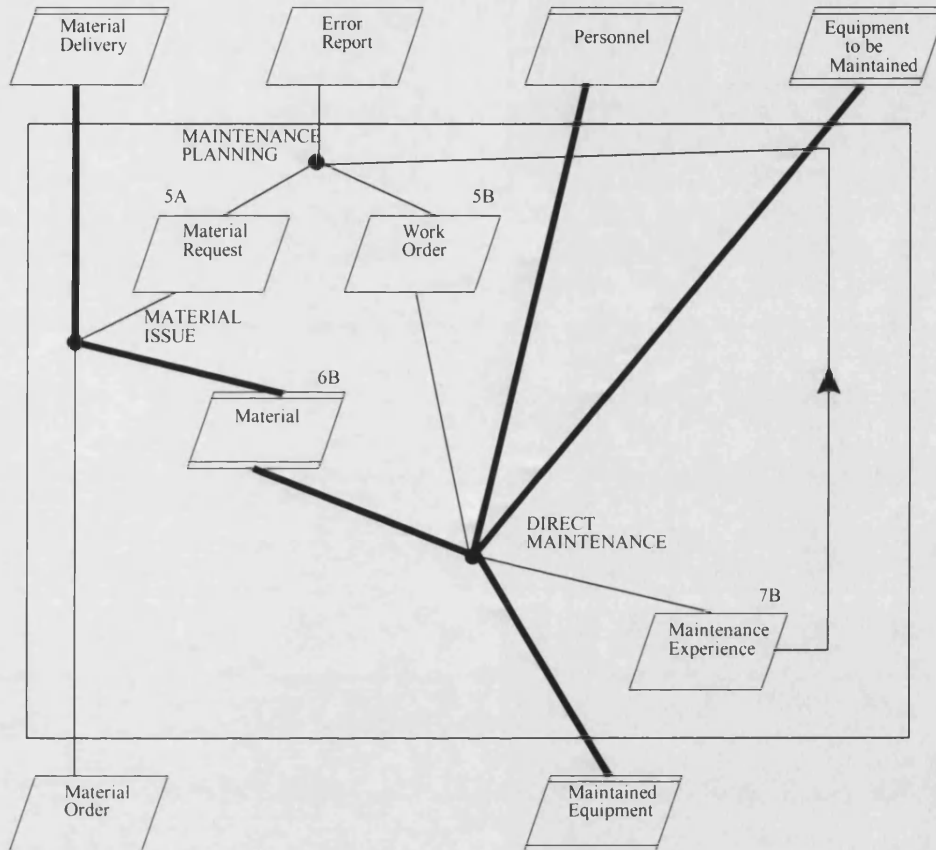 Material
Delivery
Error
Report
Personnel
Equipment
to be
Maintained
MAINTENANCE
PLANNING
5A
5B
Material
Request
Work
Order
MATERIAL
ISSUE
6B
Material
DIRECT
MAINTENANCE
7B
Maintenance
Experience
Material
Order
Maintained
Equipment